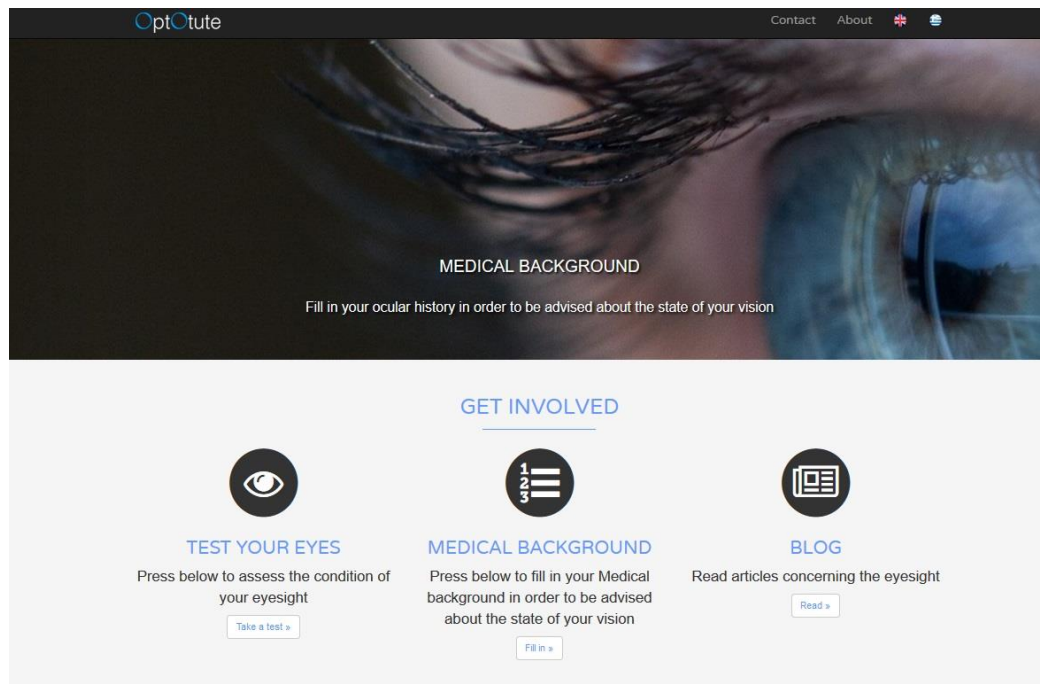 OptOtute
Contact About
MEDICAL BACKGROUND
Fill in your ocular history in order to be advised about the state of your vision
GET INVOLVED
1
2
3
TEST YOUR EYES
Press below to assess the condition of
your eyesight
Take a test »
MEDICAL BACKGROUND
Press below to fill in your Medical
background in order to be advised
about the state of your vision
Fill in »
BLOG
Read articles concerning the eyesight
Read »